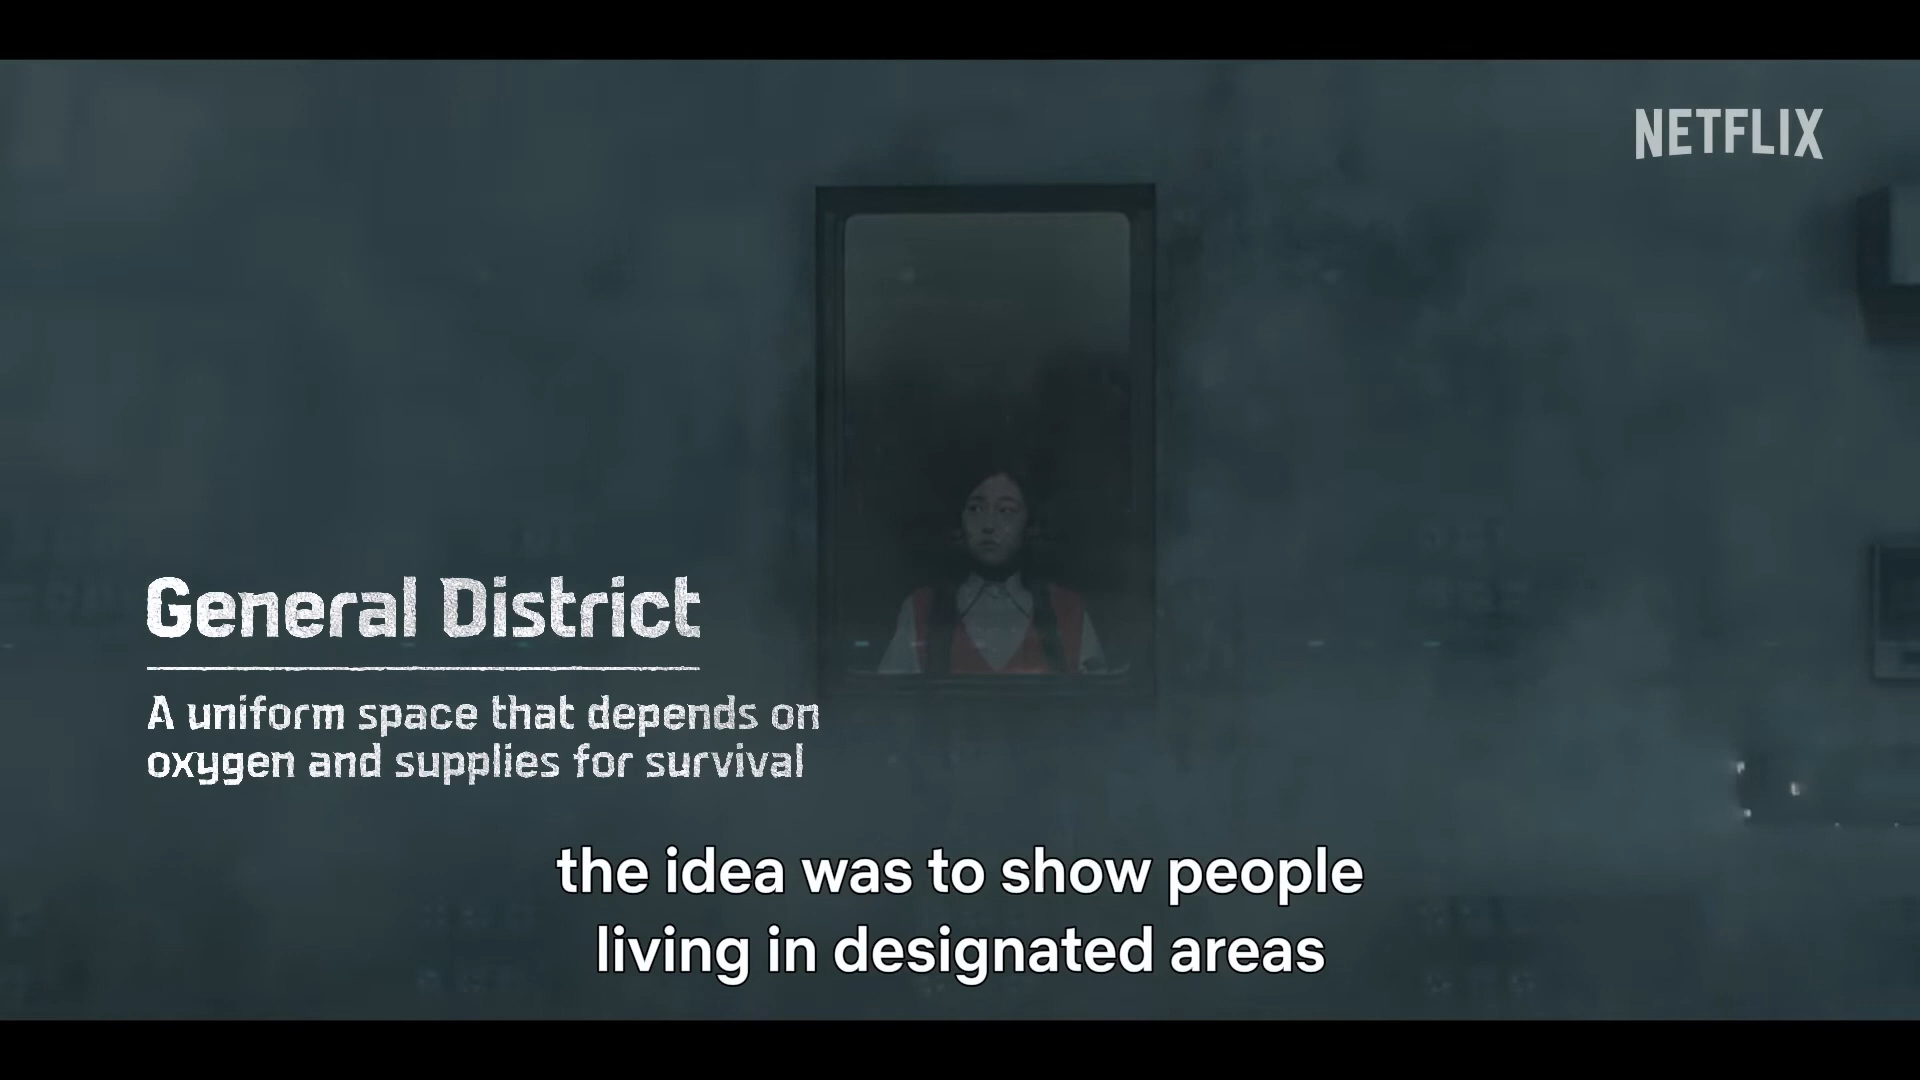 NETFLIX
General District
A uniform space that depends on
oxygen and supplies for survival
the idea was to show people
living in designated areas